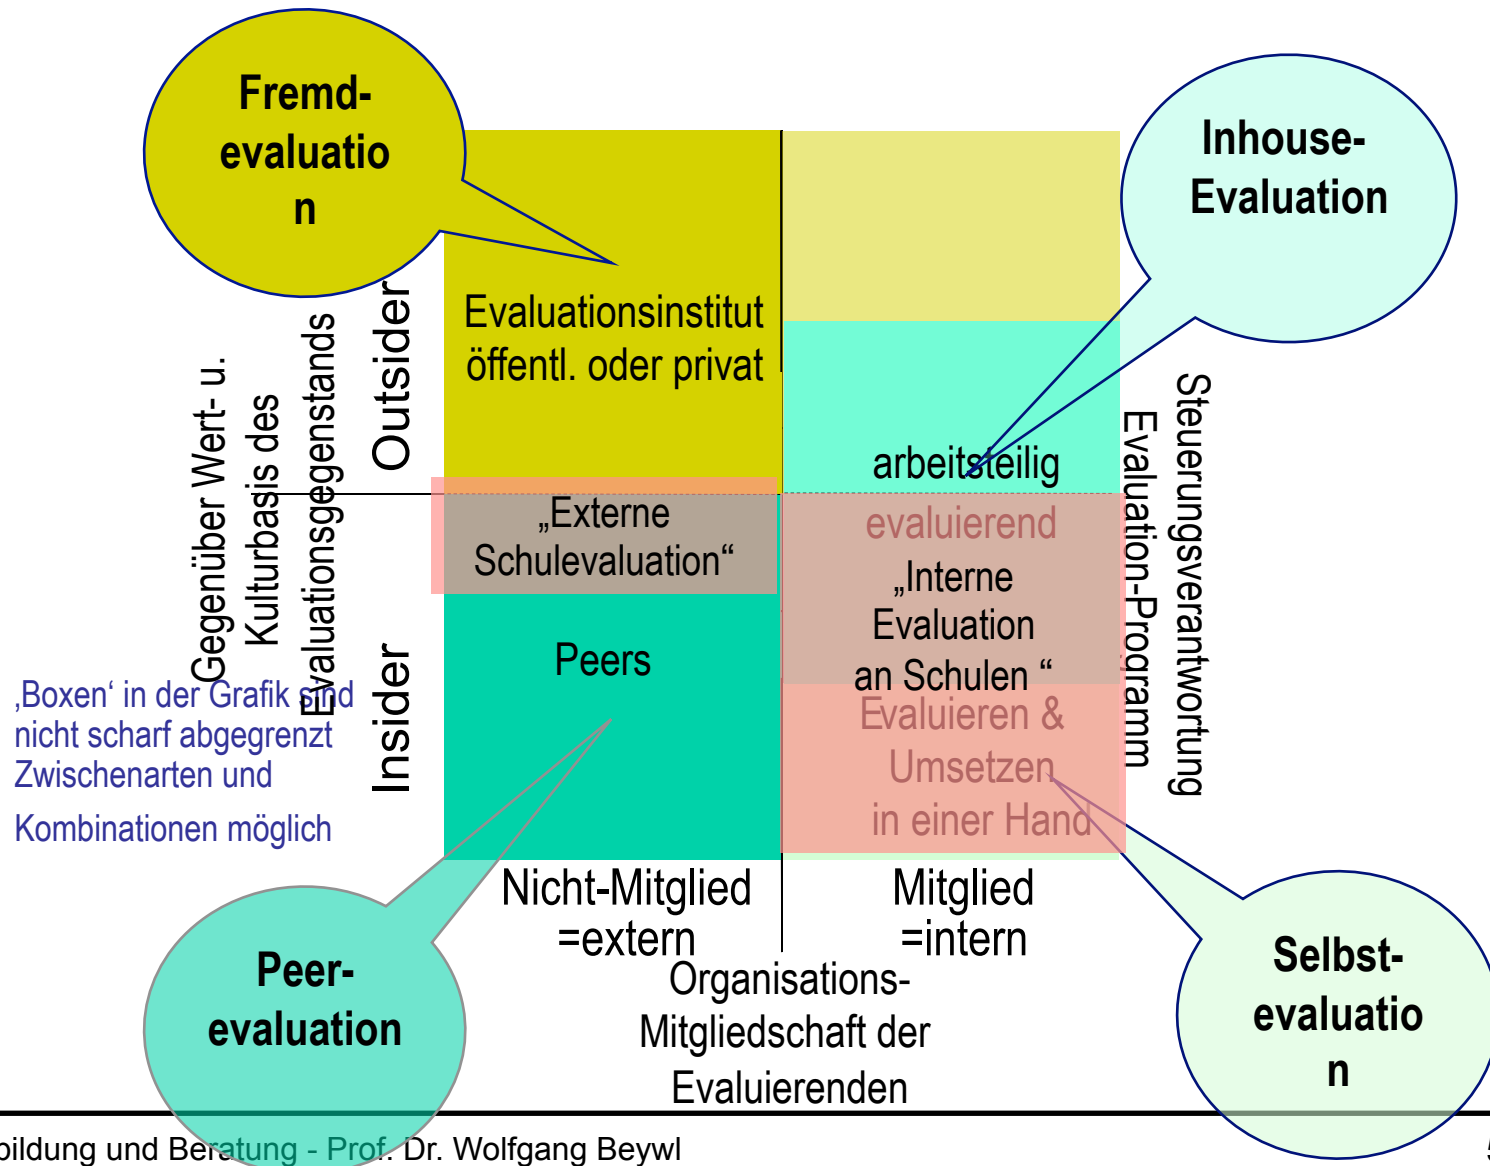 Fremd-
evaluatio
n
Inhouse-
Evaluation
Evaluationsinstitut
öffentl. oder privat
Outsider
Gegenüber Wert- u.
Kulturbasis des
Evaluationsgegenstands
arbeitsteilig
evaluierend
„Externe
Schulevaluation“
„Interne
Evaluation
an Schulen “
Steuerungsverantwortung
Evaluation-Programm
Peers
Insider
‚Boxen‘ in der Grafik sind
nicht scharf abgegrenzt
Zwischenarten und
Kombinationen möglich
Evaluieren &
Umsetzen
in einer Hand
Nicht-Mitglied
=extern
Mitglied
=intern
Organisations-
Mitgliedschaft der
Evaluierenden
Peer-
evaluation
Selbst-
evaluatio
n
bildung und Beratung - Prof. Dr. Wolfgang Beywl